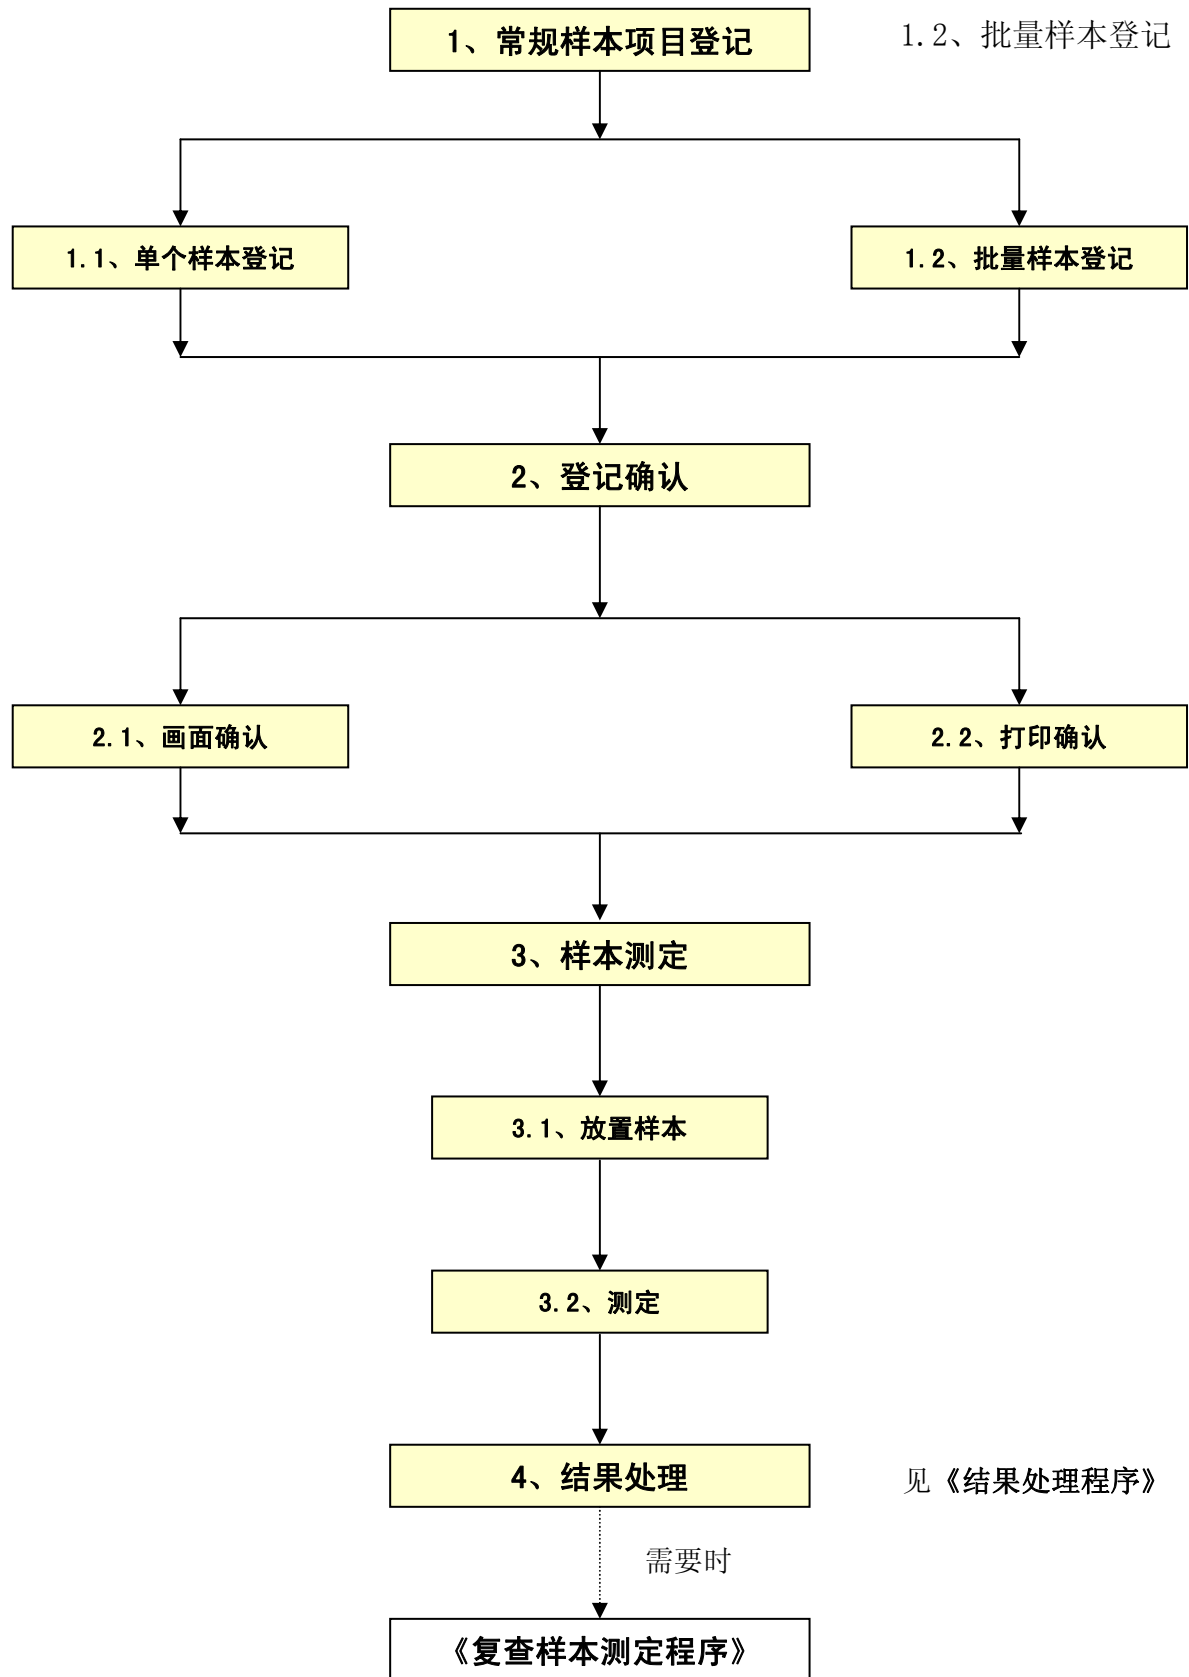 1、常规样本项目登记
1.2、批量样本登记
1.1、单个样本登记
1.2、批量样本登记
2、登记确认
2.1、画面确认
2.2、打印确认
3、样本测定
3.1、放置样本
3.2、测定
4、结果处理
见《结果处理程序》
需要时
《复查样本测定程序》